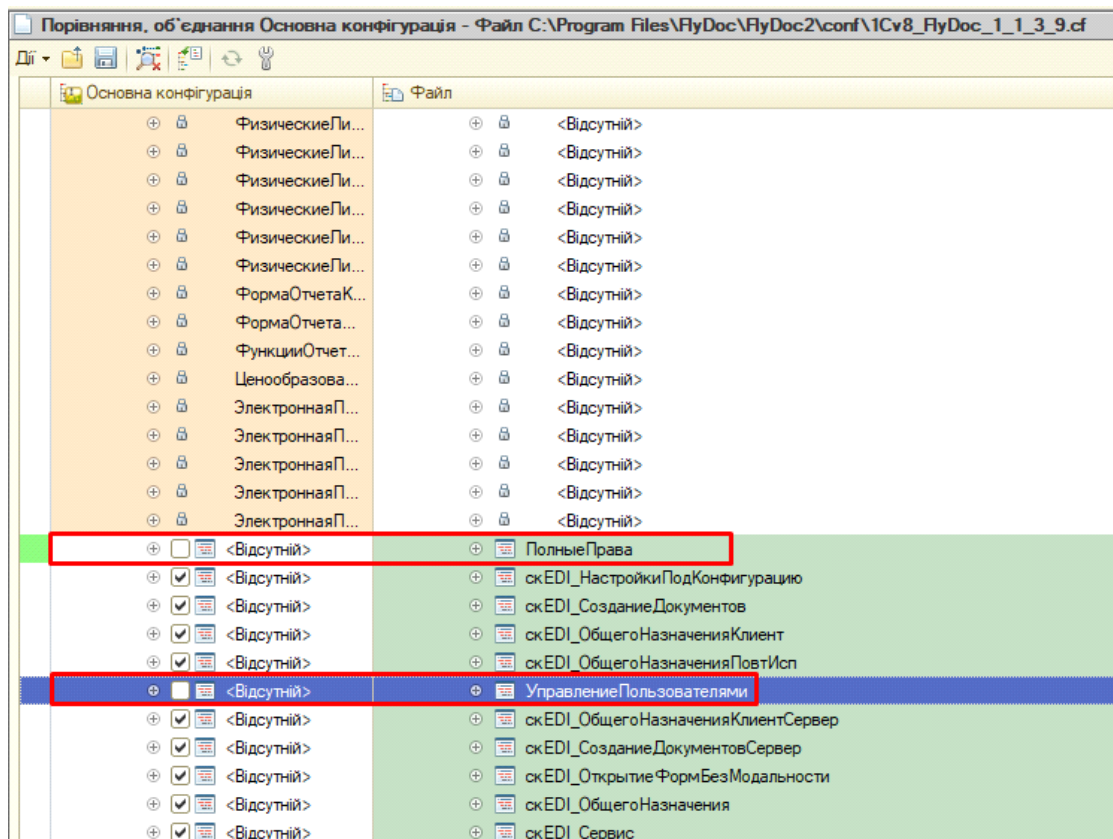 Порівняння, об`єднання Основна конфігурація - Файл C:\Program Files\FlyDoc\FlyDoc2\conf\1Cv8_FlyDoc_1_1_3_9.cf
Дії
Основна конфігурація Файл
ФизическиеЛи... <Відсутній>
ФизическиеЛи... <Відсутній>
ФизическиеЛи... <Відсутній>
ФизическиеЛи... <Відсутній>
ФизическиеЛи... <Відсутній>
ФизическиеЛи... <Відсутній>
ФормаОтчетаК... <Відсутній>
ФормаОтчета... <Відсутній>
ФункцииОтчет... <Відсутній>
Ценообразова... <Відсутній>
ЭлектроннаяП... <Відсутній>
ЭлектроннаяП... <Відсутній>
ЭлектроннаяП... <Відсутній>
ЭлектроннаяП... <Відсутній>
ЭлектроннаяП... <Відсутній>
<Відсутній> ПолныеПрава
<Відсутній> скEDI_НастройкиПодКонфигурацию
<Відсутній> скEDI_СозданиеДокументов
<Відсутній> скEDI_ОбщегоНазначенияКлиент
<Відсутній> скEDI_ОбщегоНазначенияПовтИсп
<Відсутній> УправлениеПользователями
<Відсутній> скEDI_ОбщегоНазначенияКлиентСервер
<Відсутній> скEDI_СозданиеДокументовСервер
<Відсутній> скEDI_ОткрытиеФормБезМодальности
<Відсутній> скEDI_ОбщегоНазначения
<Відсутній> скEDI_Сервис